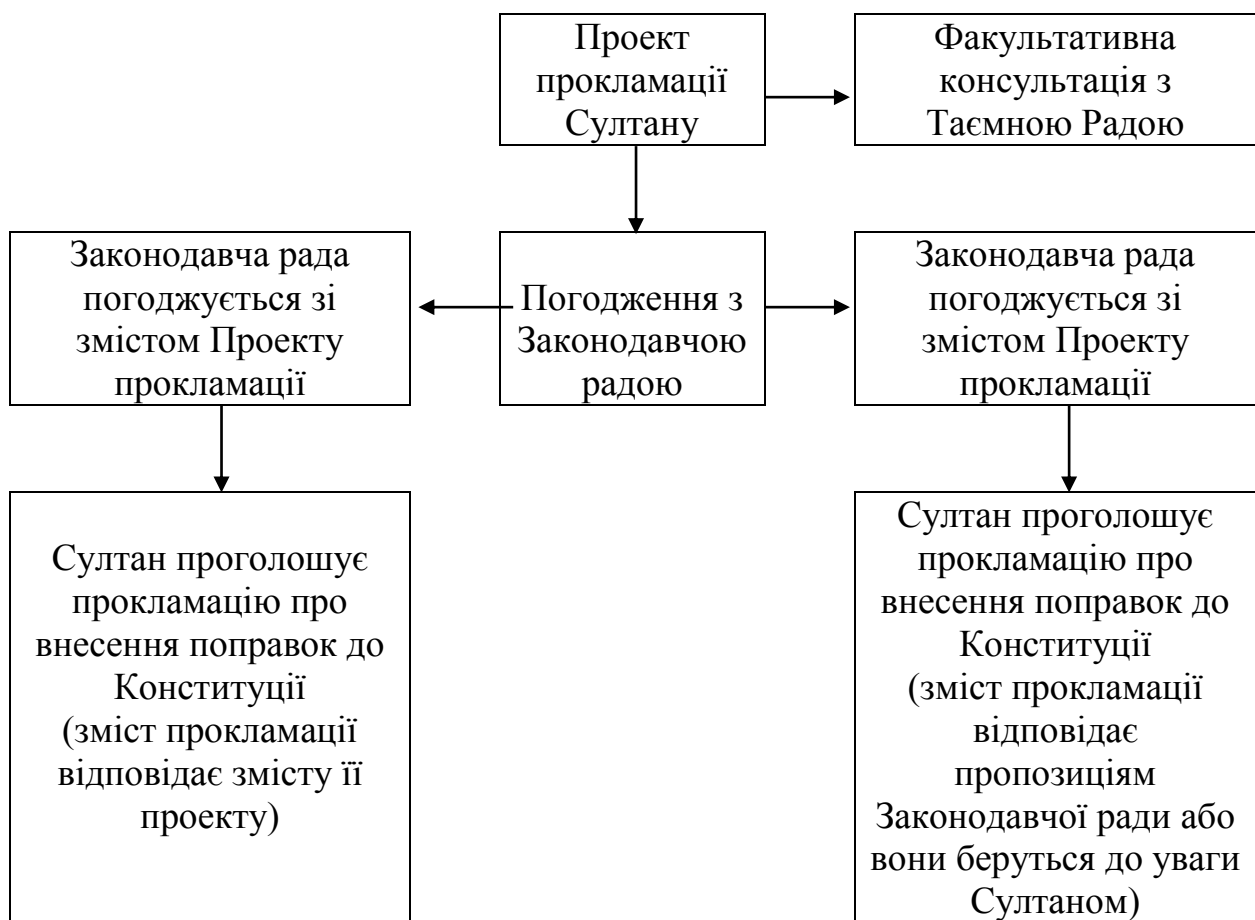 Проект
прокламації
Султану
Факультативна
консультація з
Таємною Радою
Законодавча рада
погоджується зі
змістом Проекту
прокламації
Погодження з
Законодавчою
радою
Законодавча рада
погоджується зі
змістом Проекту
прокламації
Султан проголошує
прокламацію про
внесення поправок до
Конституції
(зміст прокламації
відповідає змісту її
проекту)
Султан проголошує
прокламацію про
внесення поправок до
Конституції
(зміст прокламації
відповідає
пропозиціям
Законодавчої ради або
вони беруться до уваги
Султаном)